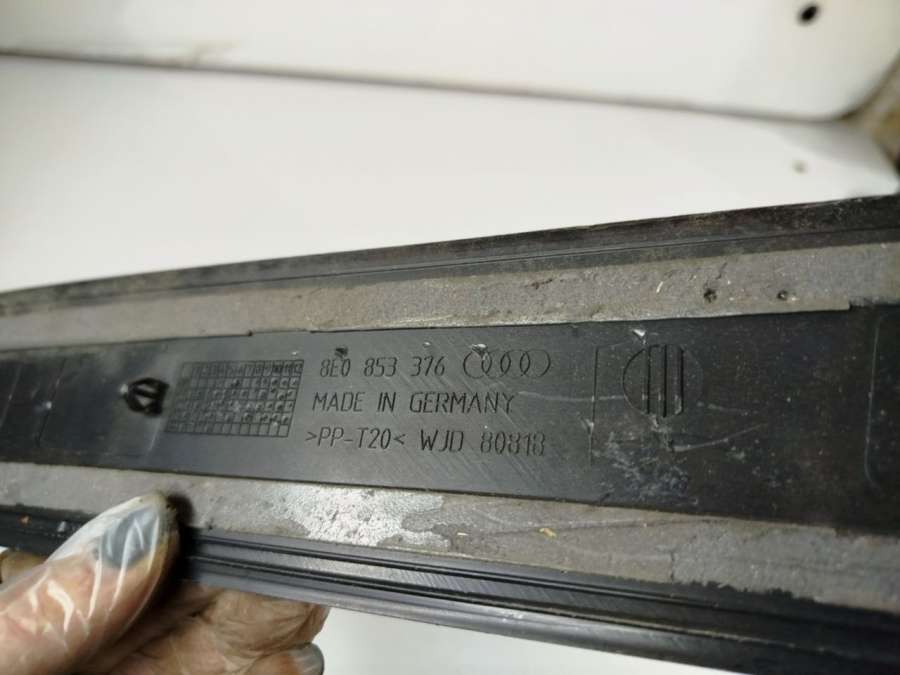 8E0 853 376
MADE IN GERMANY
>PP-T20< WJD 80818